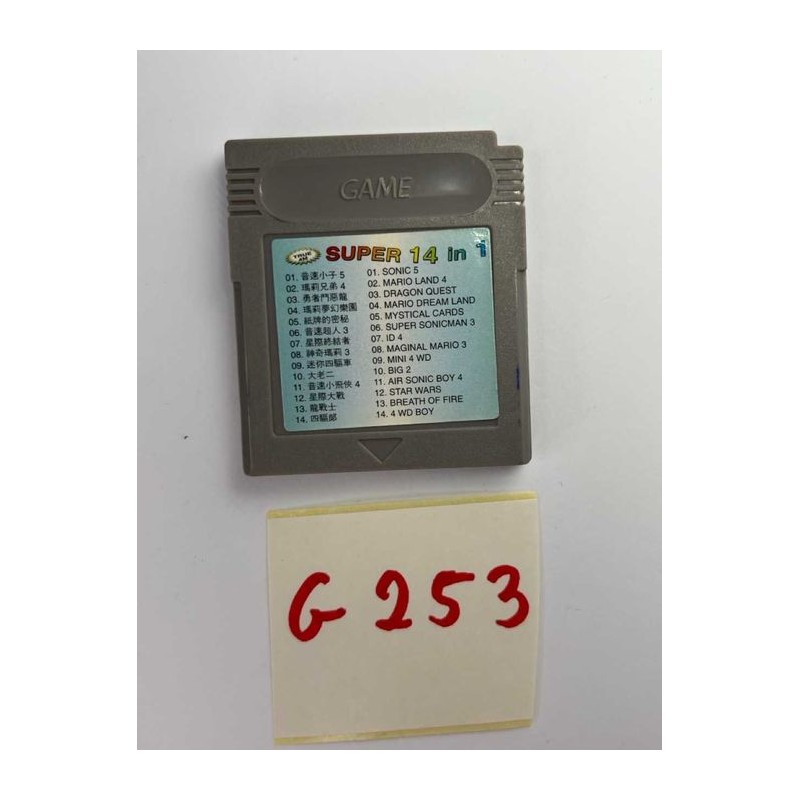 GAME
TRUE AM
SUPER 14 in 1
01. 音速小子 5
02. 瑪莉兄弟 4
03. 勇者鬥惡龍
04. 瑪莉夢幻樂園
05. 紙牌的密秘
06. 音速超人 3
07. 星際終結者
08. 神奇瑪莉 3
09. 迷你四驅車
10. 大老二
11. 音速小飛俠 4
12. 星際大戰
13. 龍戰士
14. 四驅郎
01. SONIC 5
02. MARIO LAND 4
03. DRAGON QUEST
04. MARIO DREAM LAND
05. MYSTICAL CARDS
06. SUPER SONICMAN 3
07. ID 4
08. MAGINAL MARIO 3
09. MINI 4 WD
10. BIG 2
11. AIR SONIC BOY 4
12. STAR WARS
13. BREATH OF FIRE
14. 4 WD BOY
G 253